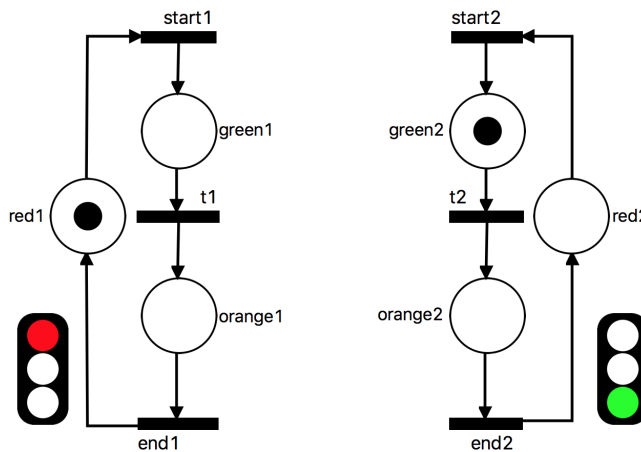 start1
start2
green1
green2
t1
t2
red1
red2
orange1
orange2
end1
end2